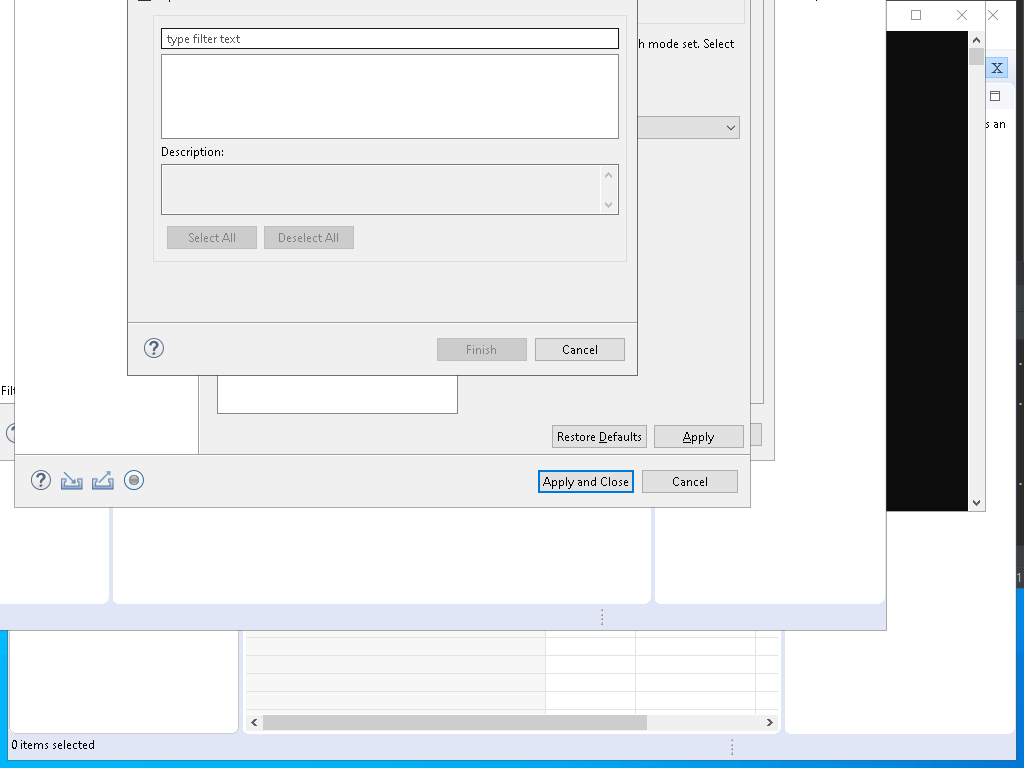 type filter text
h mode set. Select
X
s an
Description:
Select All
Deselect All
Finish
Cancel
Filt
Restore Defaults
Apply
Apply and Close
Cancel
1
0 items selected